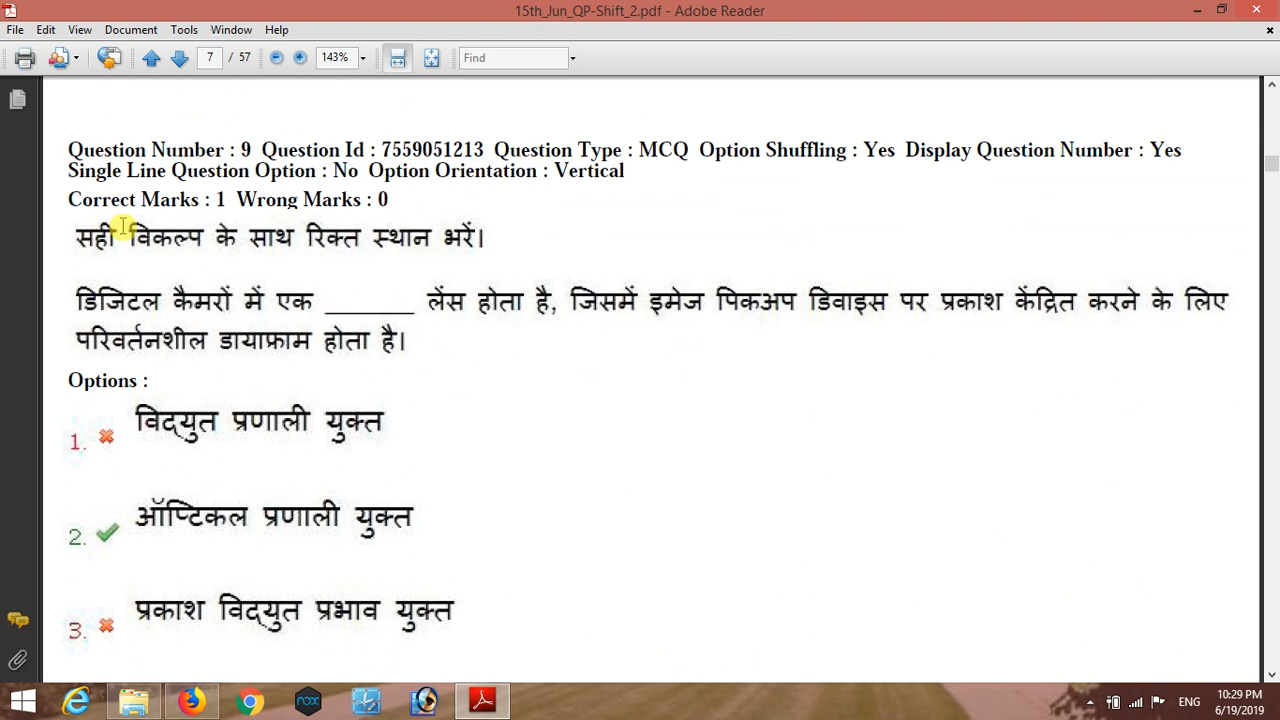 15th_Jun_QP-Shift_2.pdf - Adobe Reader
File Edit View Document Tools Window Help
7 / 57 143% Find
Question Number : 9 Question Id : 7559051213 Question Type : MCQ Option Shuffling : Yes Display Question Number : Yes
Single Line Question Option : No Option Orientation : Vertical
Correct Marks : 1 Wrong Marks : 0
सही विकल्प के साथ रिक्त स्थान भरें।
डिजिटल कैमरों में एक _______ लेंस होता है, जिसमें इमेज पिकअप डिवाइस पर प्रकाश केंद्रित करने के लिए
परिवर्तनशील डायाफ्राम होता है।
Options :
1. विद्युत प्रणाली युक्त
2. ऑप्टिकल प्रणाली युक्त
3. प्रकाश विद्युत प्रभाव युक्त
nox
ENG
10:29 PM
6/19/2019